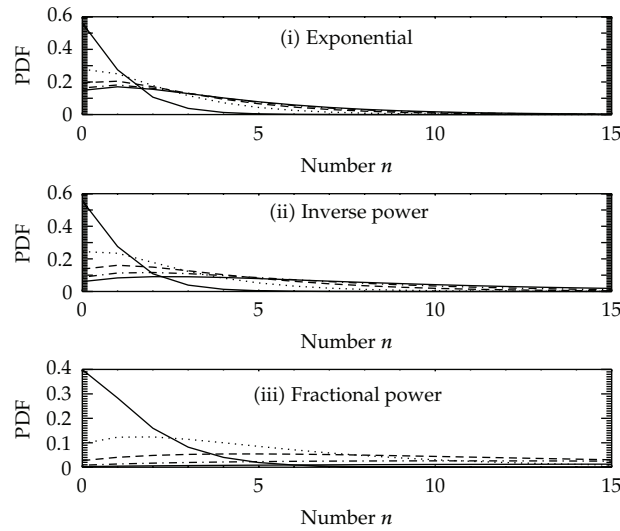 0.6
(i) Exponential
0.4
PDF
0.2
0
0 5 10 15
Number n
0.6
(ii) Inverse power
0.4
PDF
0.2
0
0 5 10 15
Number n
0.4
0.3
(iii) Fractional power
PDF
0.2
0.1
0
0 5 10 15
Number n